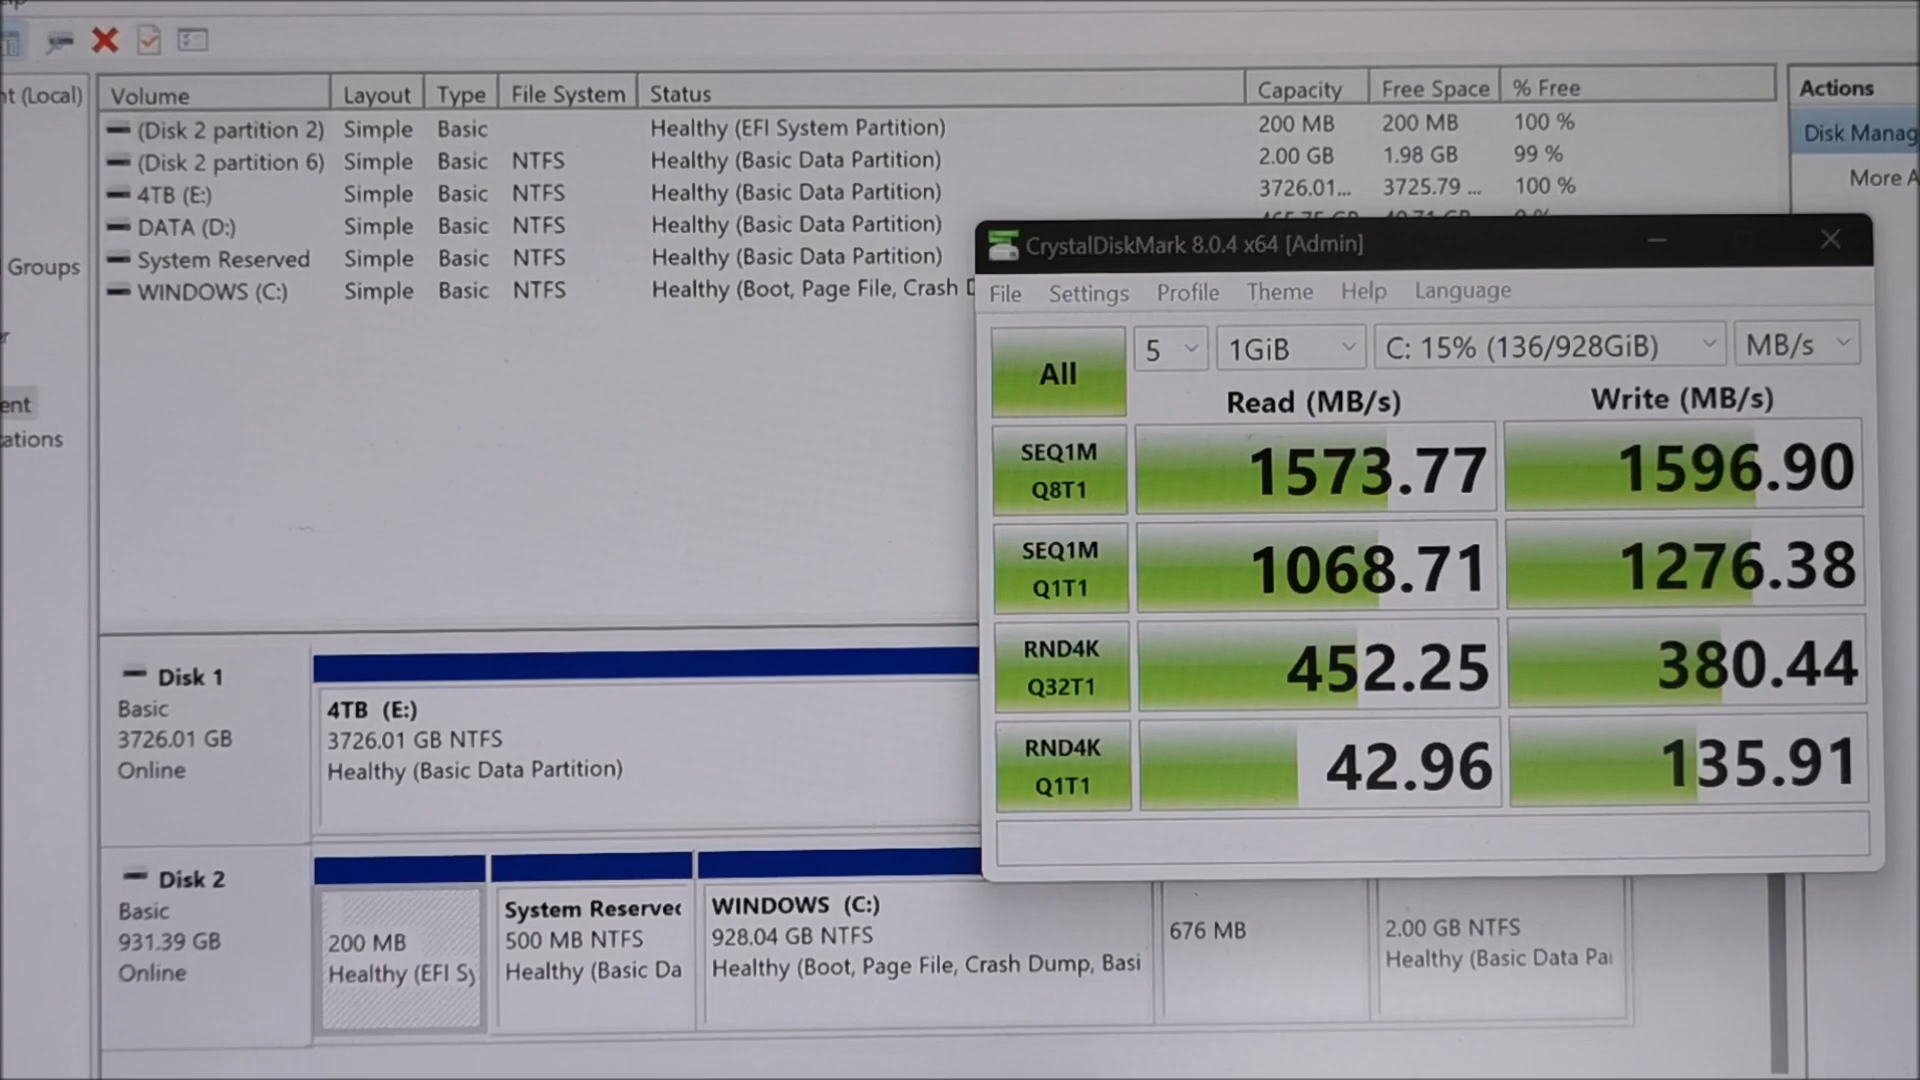 nt (Local)
Groups
ent
ations
Volume Layout Type File System Status Capacity Free Space % Free
(Disk 2 partition 2) Simple Basic Healthy (EFI System Partition) 200 MB 200 MB 100 %
(Disk 2 partition 6) Simple Basic NTFS Healthy (Basic Data Partition) 2.00 GB 1.98 GB 99 %
4TB (E:) Simple Basic NTFS Healthy (Basic Data Partition) 3726.01... 3725.79 ... 100 %
DATA (D:) Simple Basic NTFS Healthy (Basic Data Partition)
System Reserved Simple Basic NTFS Healthy (Basic Data Partition)
WINDOWS (C:) Simple Basic NTFS Healthy (Boot, Page File, Crash D
Actions
Disk Manag
More A
CrystalDiskMark 8.0.4 x64 [Admin]
File Settings Profile Theme Help Language
All 5 1GiB C: 15% (136/928GiB) MB/s
Read (MB/s) Write (MB/s)
SEQ1M
Q8T1
1573.77 1596.90
SEQ1M
Q1T1
1068.71 1276.38
RND4K
Q32T1
452.25 380.44
RND4K
Q1T1
42.96 135.91
Disk 1
Basic
3726.01 GB
Online
4TB (E:)
3726.01 GB NTFS
Healthy (Basic Data Partition)
Disk 2
Basic
931.39 GB
Online
200 MB
Healthy (EFI Sy
System Reserved
500 MB NTFS
Healthy (Basic Da
WINDOWS (C:)
928.04 GB NTFS
Healthy (Boot, Page File, Crash Dump, Basi
676 MB
2.00 GB NTFS
Healthy (Basic Data Pai